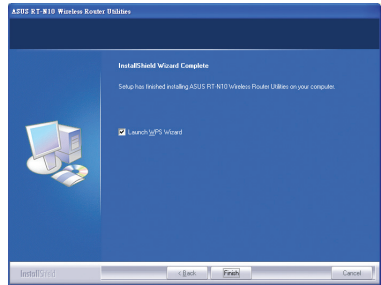 ASUS RT-N10 Wireless Router Utilities
InstallShield Wizard Complete
Setup has finished installing ASUS RT-N10 Wireless Router Utilities on your computer.
Launch WPS Wizard
InstallShield
< Back
Finish
Cancel